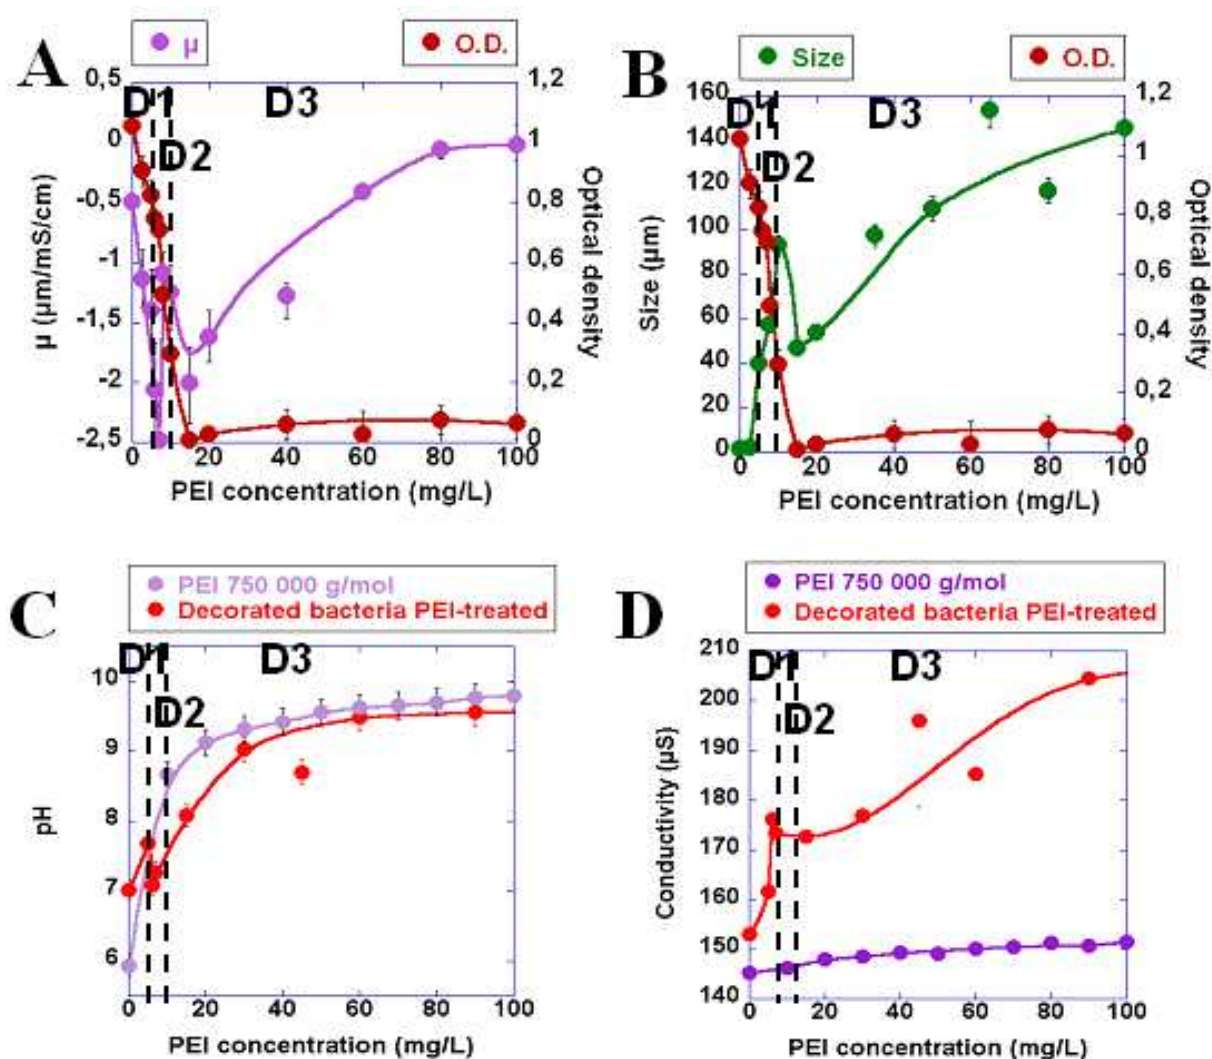 A
μ
O.D.
0,5
0
-0.5
-1
-1.5
-2
-2.5
1,2
1
0,8
0,6
0,4
0,2
0
D1
D2
D3
μ (μm/mS/cm)
Optical density
0 20 40 60 80 100
PEI concentration (mg/L)
B
Size
O.D.
160
140
120
100
80
60
40
20
0
1,2
1
0,8
0,6
0,4
0,2
0
D1
D2
D3
Size (μm)
Optical density
0 20 40 60 80 100
PEI concentration (mg/L)
C
PEI 750 000 g/mol
Decorated bacteria PEI-treated
10
9
8
7
6
D1
D2
D3
pH
0 20 40 60 80 100
PEI concentration (mg/L)
D
PEI 750 000 g/mol
Decorated bacteria PEI-treated
210
200
190
180
170
160
150
140
D1
D2
D3
Conductivity (μS)
0 20 40 60 80 100
PEI concentration (mg/L)